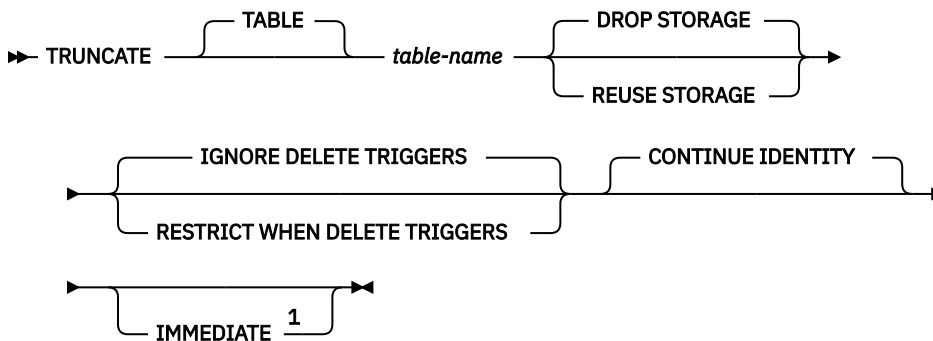 TABLE
DROP STORAGE
TRUNCATE table-name
REUSE STORAGE
IGNORE DELETE TRIGGERS
CONTINUE IDENTITY
RESTRICT WHEN DELETE TRIGGERS
IMMEDIATE 1